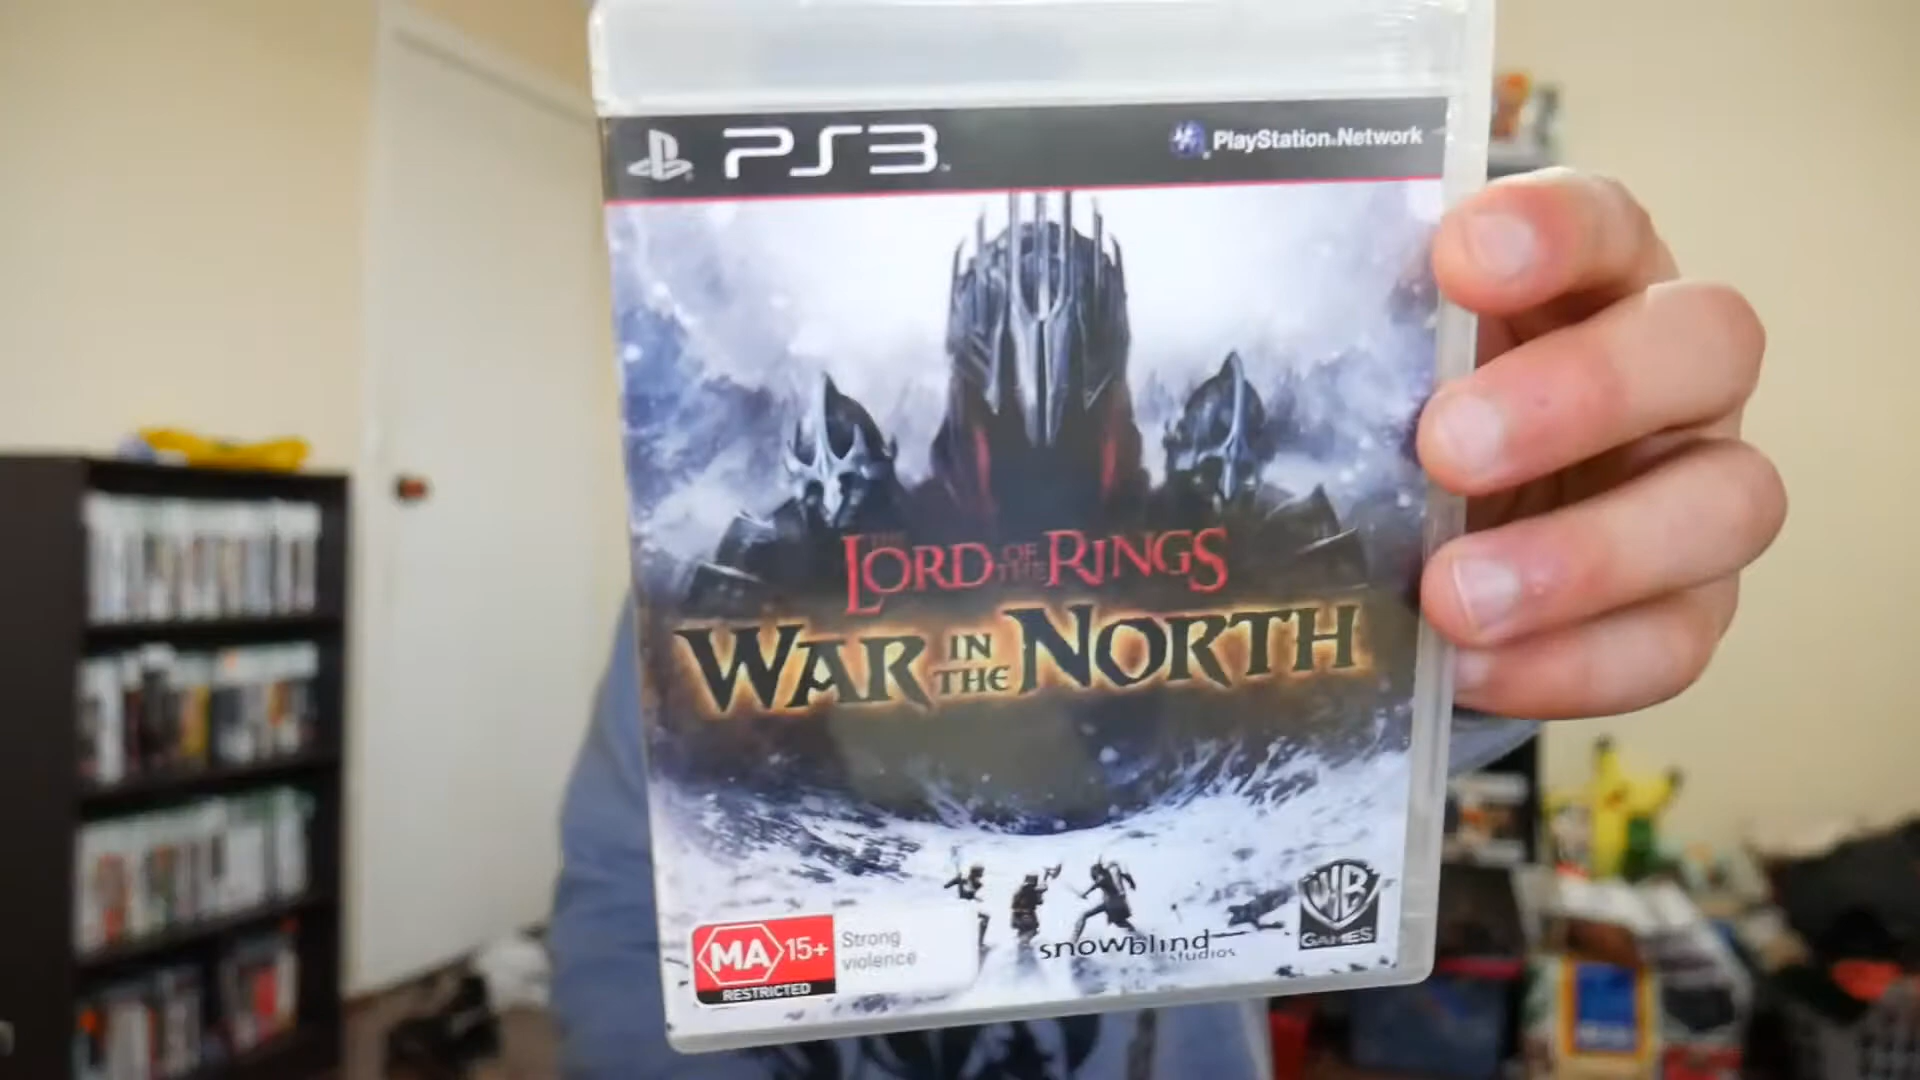 PS3 PlayStation Network
THE LORD OF THE RINGS
WAR IN THE NORTH
MA 15+ Strong violence
RESTRICTED
snowblind studios
WB GAMES